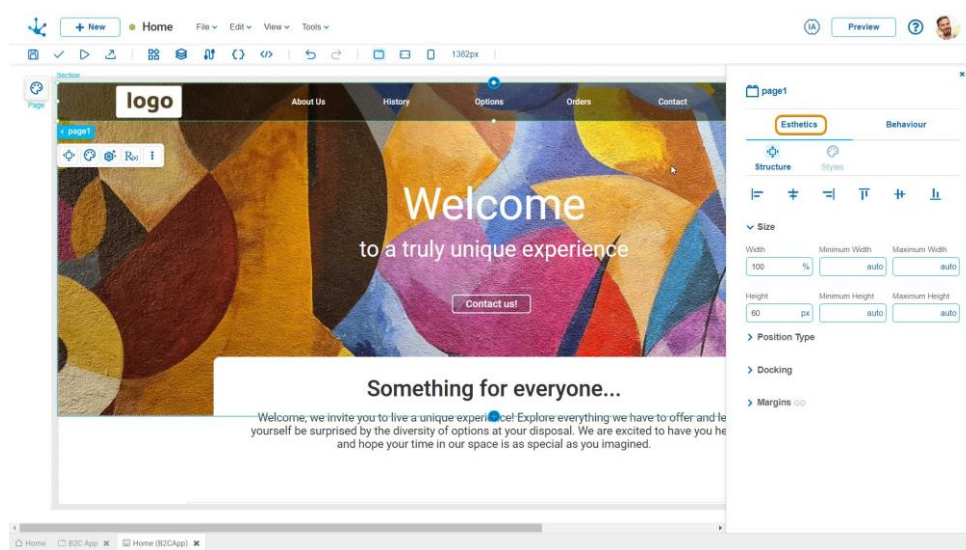 + New
Home
File
Edit
View
Tools
IA
Preview
?
1382px
Section
Page
logo
About Us
History
Options
Orders
Contact
page1
R(x)
Welcome
to a truly unique experience
Contact us!
Something for everyone...
Welcome, we invite you to live a unique experience! Explore everything we have to offer and le
yourself be surprised by the diversity of options at your disposal. We are excited to have you he
and hope your time in our space is as special as you imagined.
page1
Esthetics
Behaviour
Structure
Styles
Size
Width
Minimum Width
Maximum Width
100 %
auto
auto
Height
Minimum Height
Maximum Height
60 px
auto
auto
Position Type
Docking
Margins
Home
B2C App
Home (B2CApp)